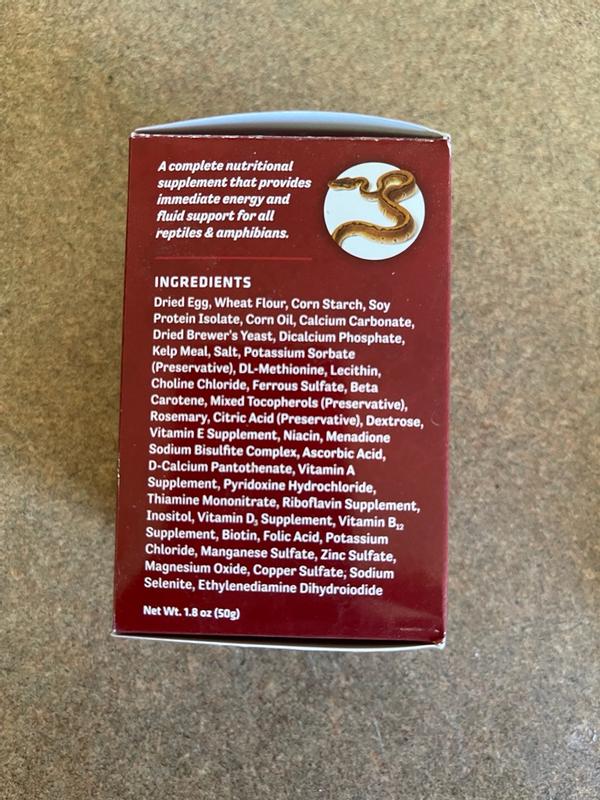 A complete nutritional
supplement that provides
immediate energy and
fluid support for all
reptiles & amphibians.
INGREDIENTS
Dried Egg, Wheat Flour, Corn Starch, Soy
Protein Isolate, Corn Oil, Calcium Carbonate,
Dried Brewer's Yeast, Dicalcium Phosphate,
Kelp Meal, Salt, Potassium Sorbate
(Preservative), DL-Methionine, Lecithin,
Choline Chloride, Ferrous Sulfate, Beta
Carotene, Mixed Tocopherols (Preservative),
Rosemary, Citric Acid (Preservative), Dextrose,
Vitamin E Supplement, Niacin, Menadione
Sodium Bisulfite Complex, Ascorbic Acid,
D-Calcium Pantothenate, Vitamin A
Supplement, Pyridoxine Hydrochloride,
Thiamine Mononitrate, Riboflavin Supplement,
Inositol, Vitamin D₃ Supplement, Vitamin B₁₂
Supplement, Biotin, Folic Acid, Potassium
Chloride, Manganese Sulfate, Zinc Sulfate,
Magnesium Oxide, Copper Sulfate, Sodium
Selenite, Ethylenediamine Dihydroiodide
Net Wt. 1.8 oz (50g)